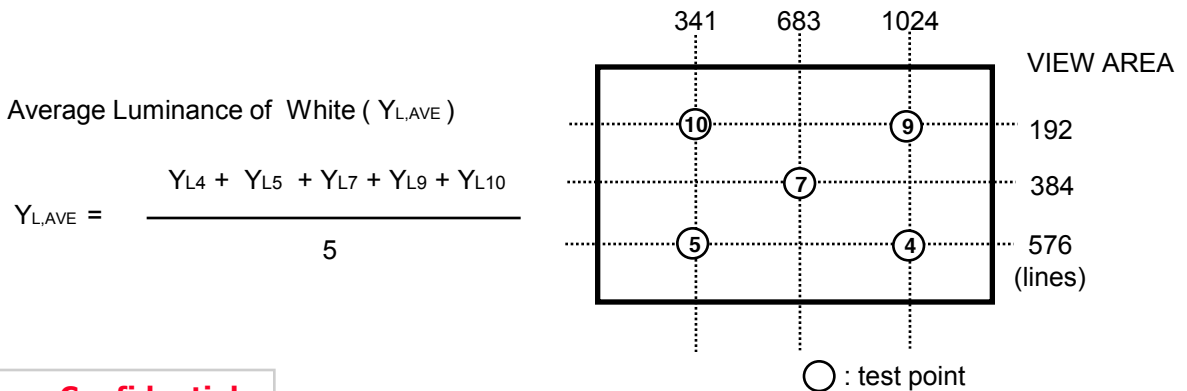 341 683 1024
VIEW AREA
Average Luminance of White ( YL,AVE )
10 9 192
YL4 + YL5 + YL7 + YL9 + YL10
7 384
YL,AVE =
5
5 4 576
(lines)
: test point